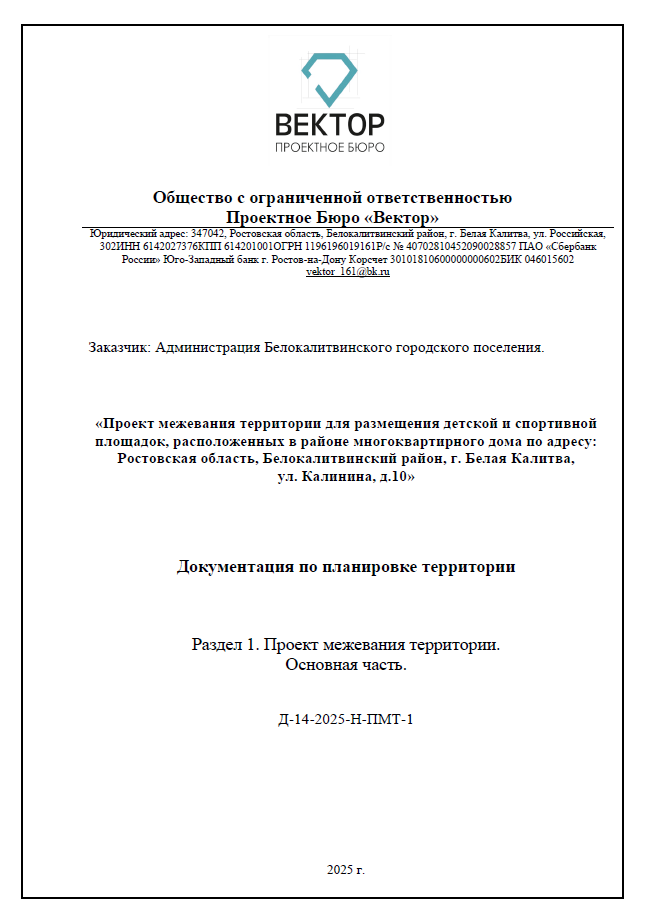 ВЕКТОР
ПРОЕКТНОЕ БЮРО
Общество с ограниченной ответственностью
Проектное Бюро «Вектор»
Юридический адрес: 347042, Ростовская область, Белокалитвинский район, г. Белая Калитва, ул. Российская,
302ИНН 6142027376КПП 614201001ОГРН 1196196019161Р/с № 40702810452090028857 ПАО «Сбербанк
России» Юго-Западный банк г. Ростов-на-Дону Корсчет 30101810600000000602БИК 046015602
vektor_161@bk.ru
Заказчик: Администрация Белокалитвинского городского поселения.
«Проект межевания территории для размещения детской и спортивной
площадок, расположенных в районе многоквартирного дома по адресу:
Ростовская область, Белокалитвинский район, г. Белая Калитва,
ул. Калинина, д.10»
Документация по планировке территории
Раздел 1. Проект межевания территории.
Основная часть.
Д-14-2025-Н-ПМТ-1
2025 г.